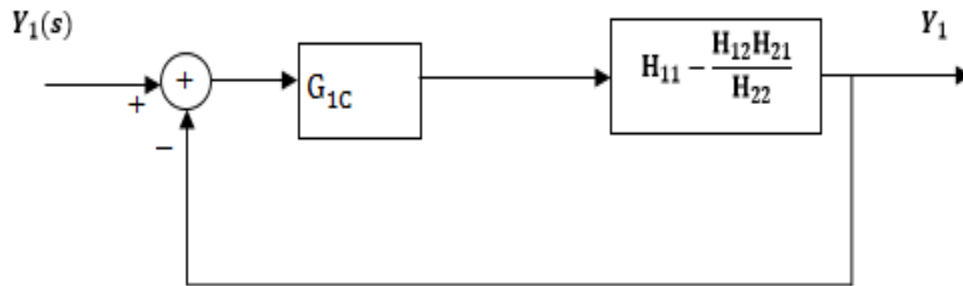 Y₁(s)
Y₁
+
+
−
G₁C
H₁₁ − H₁₂H₂₁ / H₂₂